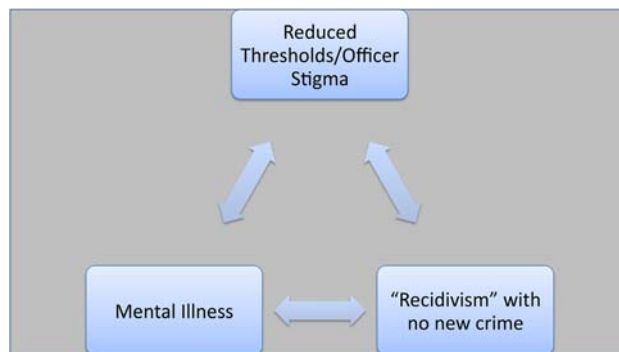 Reduced
Thresholds/Officer
Stigma
Mental Illness
“Recidivism” with
no new crime